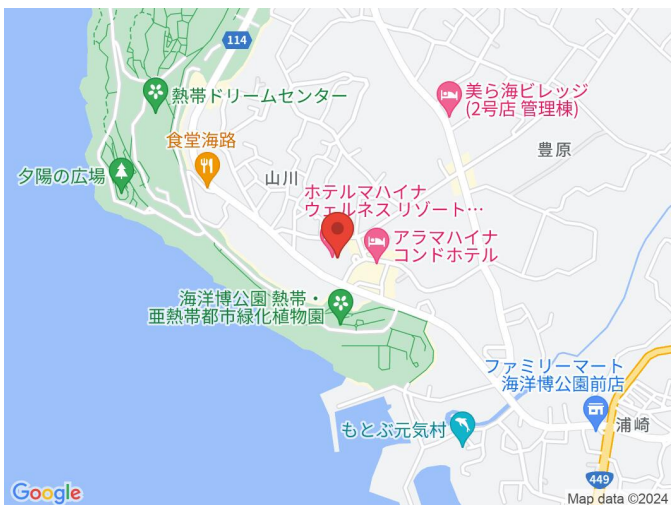 114
熱帯ドリームセンター
美ら海ビレッジ
(2号店 管理棟)
食堂海路
豊原
夕陽の広場
山川
ホテルマハイナ
ウェルネス リゾート…
アラマハイナ
コンドホテル
海洋博公園 熱帯・
亜熱帯都市緑化植物園
ファミリーマート
海洋博公園前店
もとぶ元気村
浦崎
449
Google
Map data ©2024